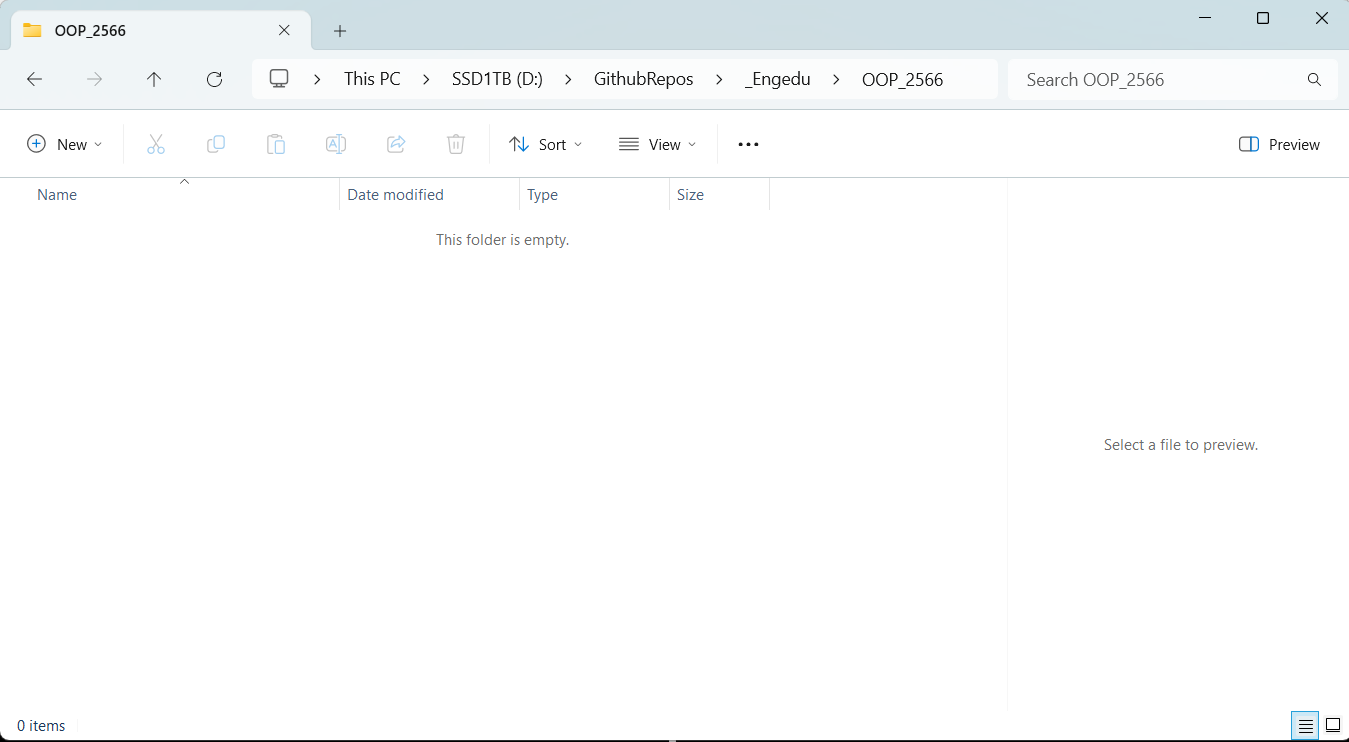 OOP_2566
This PC > SSD1TB (D:) > GithubRepos > _Engedu > OOP_2566
Search OOP_2566
New Sort View ••• Preview
Name Date modified Type Size
This folder is empty.
Select a file to preview.
0 items